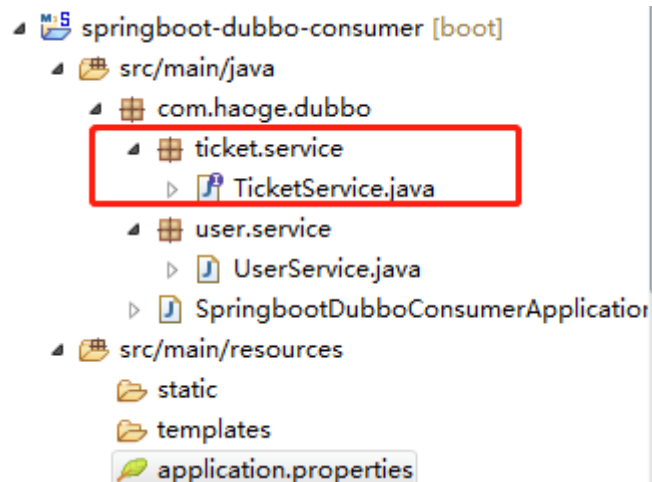 springboot-dubbo-consumer [boot]
src/main/java
com.haoge.dubbo
ticket.service
TicketService.java
user.service
UserService.java
SpringbootDubboConsumerApplication
src/main/resources
static
templates
application.properties